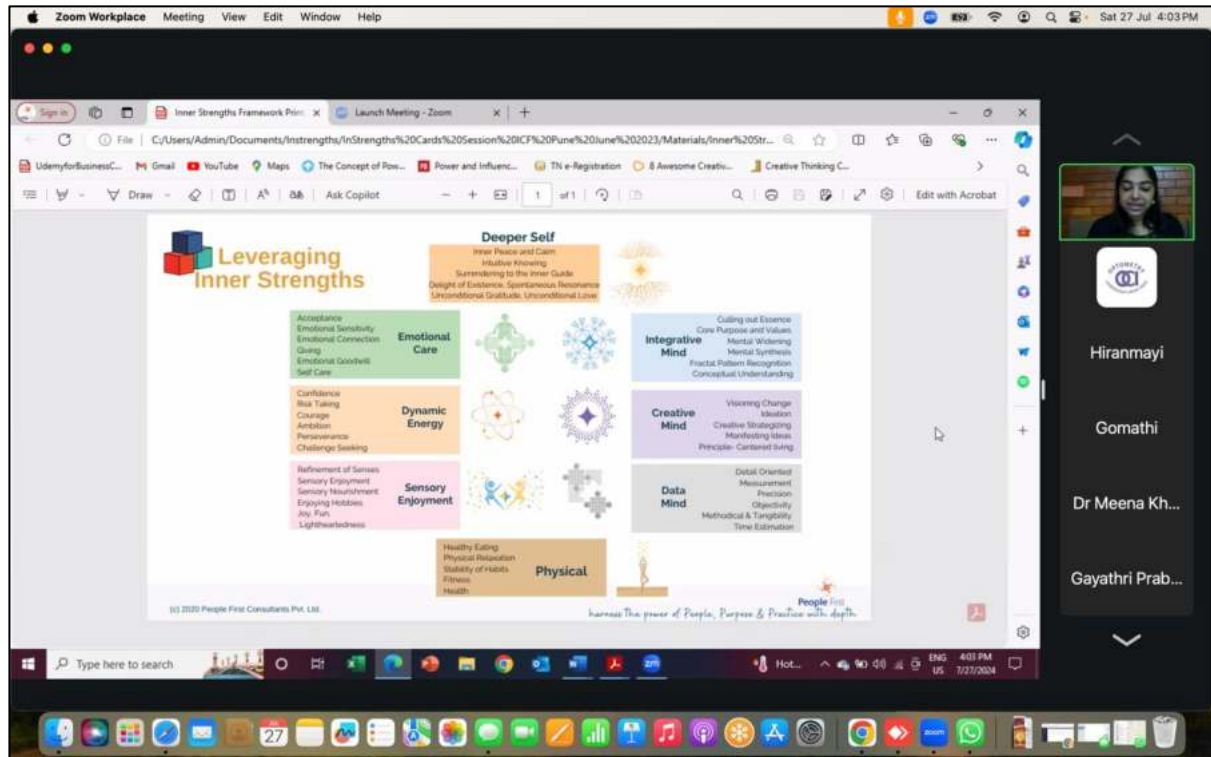 Zoom Workplace Meeting View Edit Window Help
Sat 27 Jul 4:03 PM
Sign in
Inner Strengths Framework Prin
Launch Meeting - Zoom
File
C:/Users/Admin/Documents/Instrengths/InStrengths%20Cards%20Session%20ICF%20Pune%20June%202023/Materials/Inner%20Str...
UdemyforBusinessC... Gmail YouTube Maps The Concept of Pow... Power and Influenc... TN e-Registration 8 Awesome Creativ... Creative Thinking C...
Draw Ask Copilot 1 of 1 Edit with Acrobat
Leveraging
Inner Strengths
Deeper Self
Inner Peace and Calm
Intuitive Knowing
Surrendering to the Inner Guide
Delight of Existence, Spontaneous Resonance
Unconditional Gratitude, Unconditional Love
Acceptance
Emotional Sensitivity
Emotional Connection
Giving
Emotional Goodwill
Self Care
Emotional
Care
Culling out Essence
Core Purpose and Values
Mental Widening
Mental Synthesis
Fractal Pattern Recognition
Conceptual Understanding
Integrative
Mind
Confidence
Risk Taking
Courage
Ambition
Perseverance
Challenge Seeking
Dynamic
Energy
Visioning Change
Ideation
Creative Strategizing
Manifesting Ideas
Principle- Centered living
Creative
Mind
Refinement of Senses
Sensory Enjoyment
Sensory Nourishment
Enjoying Hobbies
Joy, Fun,
Lightheartedness
Sensory
Enjoyment
Detail Oriented
Measurement
Precision
Objectivity
Methodical & Tangibility
Time Estimation
Data
Mind
Healthy Eating
Physical Relaxation
Stability of Habits
Fitness
Health
Physical
(c) 2020 People First Consultants Pvt. Ltd.
People First
harness the power of People, Purpose & Practice with depth
OPTOMETRY
Hiranmayi
Gomathi
Dr Meena Kh...
Gayathri Prab...
Type here to search
Hot...
ENG
US
4:03 PM
7/27/2024
JUL
27
zoom